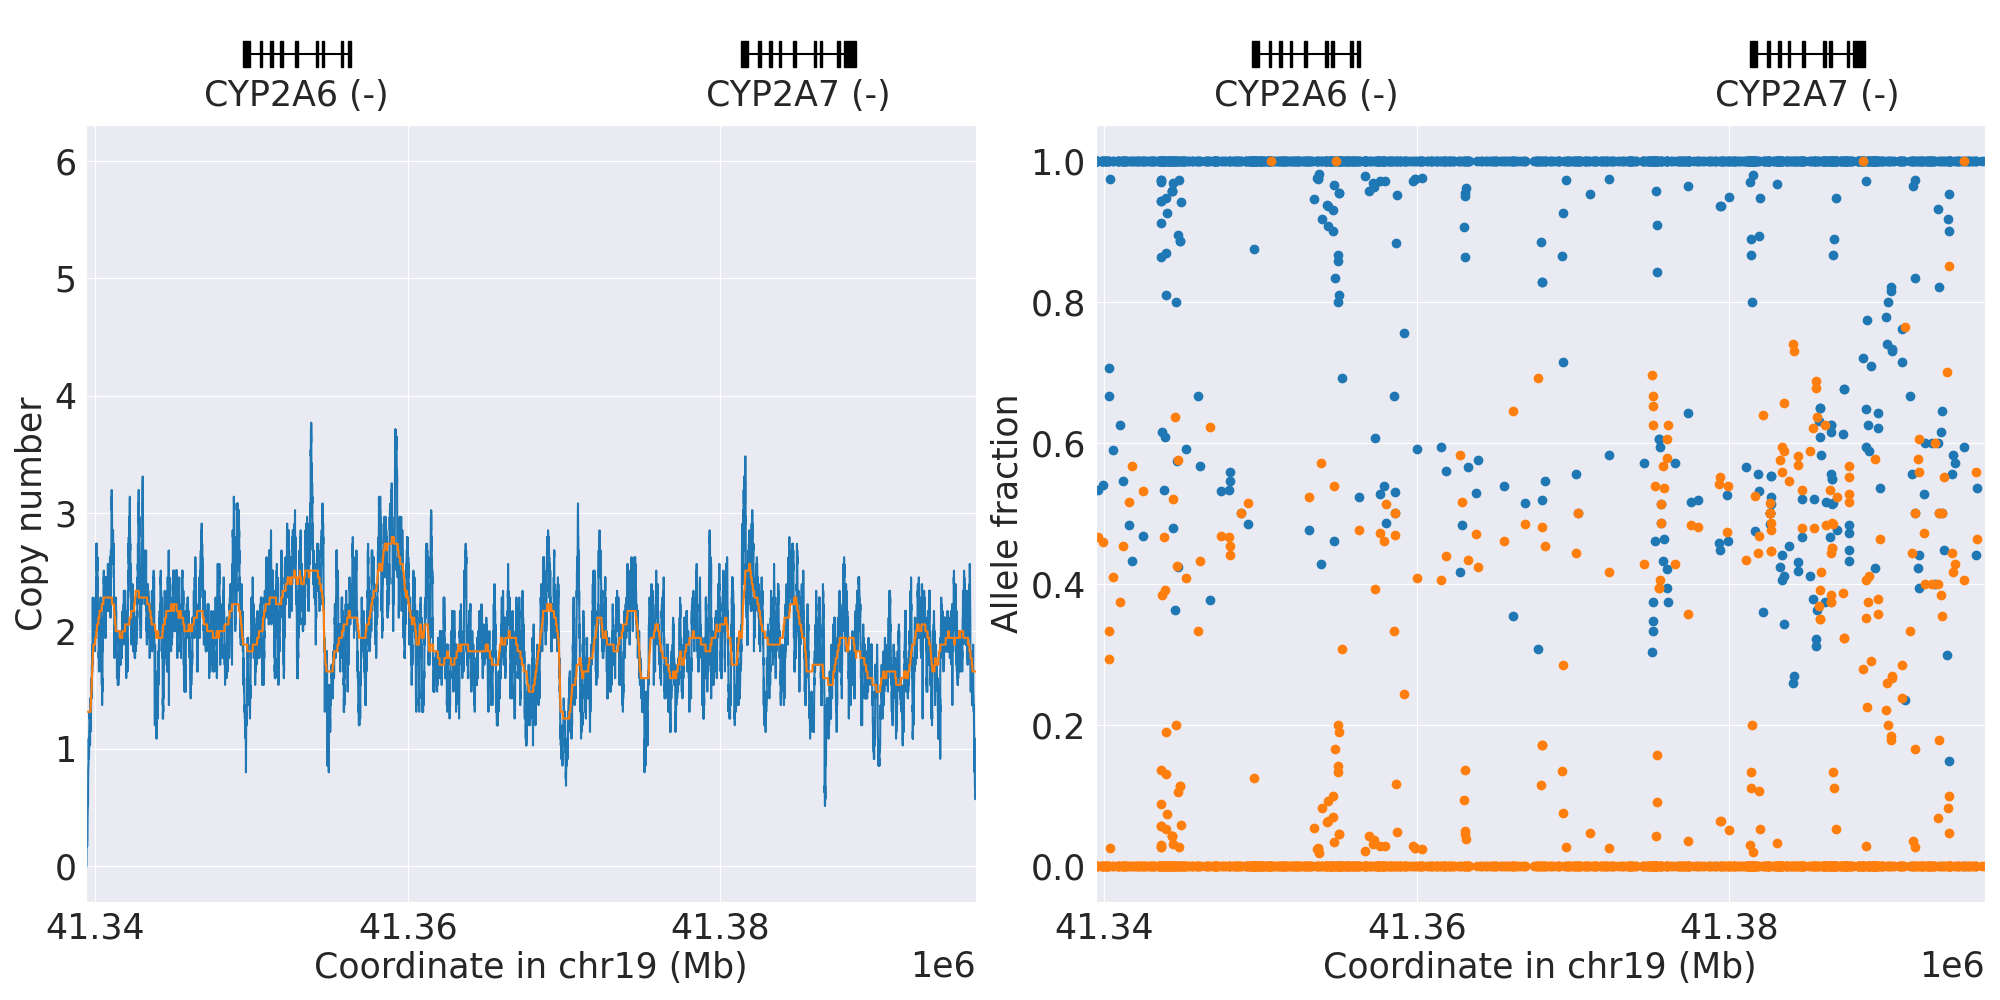 CYP2A6 (-)
CYP2A7 (-)
Copy number
6
5
4
3
2
1
0
41.34
41.36
41.38
Coordinate in chr19 (Mb)
1e6
CYP2A6 (-)
CYP2A7 (-)
Allele fraction
1.0
0.8
0.6
0.4
0.2
0.0
41.34
41.36
41.38
Coordinate in chr19 (Mb)
1e6